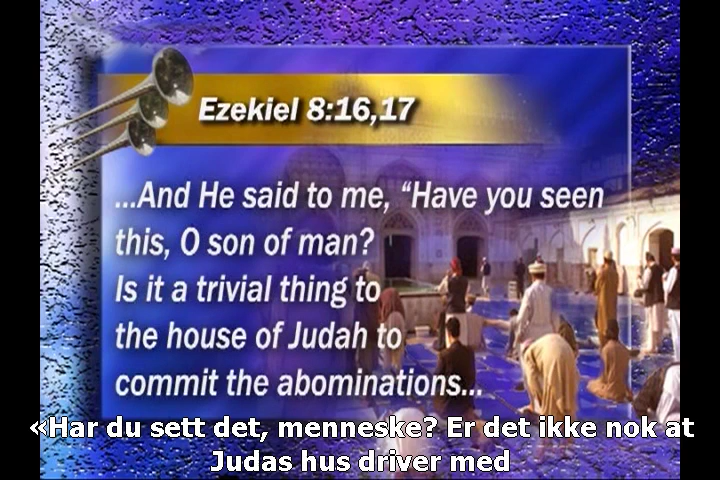 Ezekiel 8:16,17
...And He said to me, “Have you seen
this, O son of man?
Is it a trivial thing to
the house of Judah to
commit the abominations...
«Har du sett det, menneske? Er det ikke nok at
Judas hus driver med